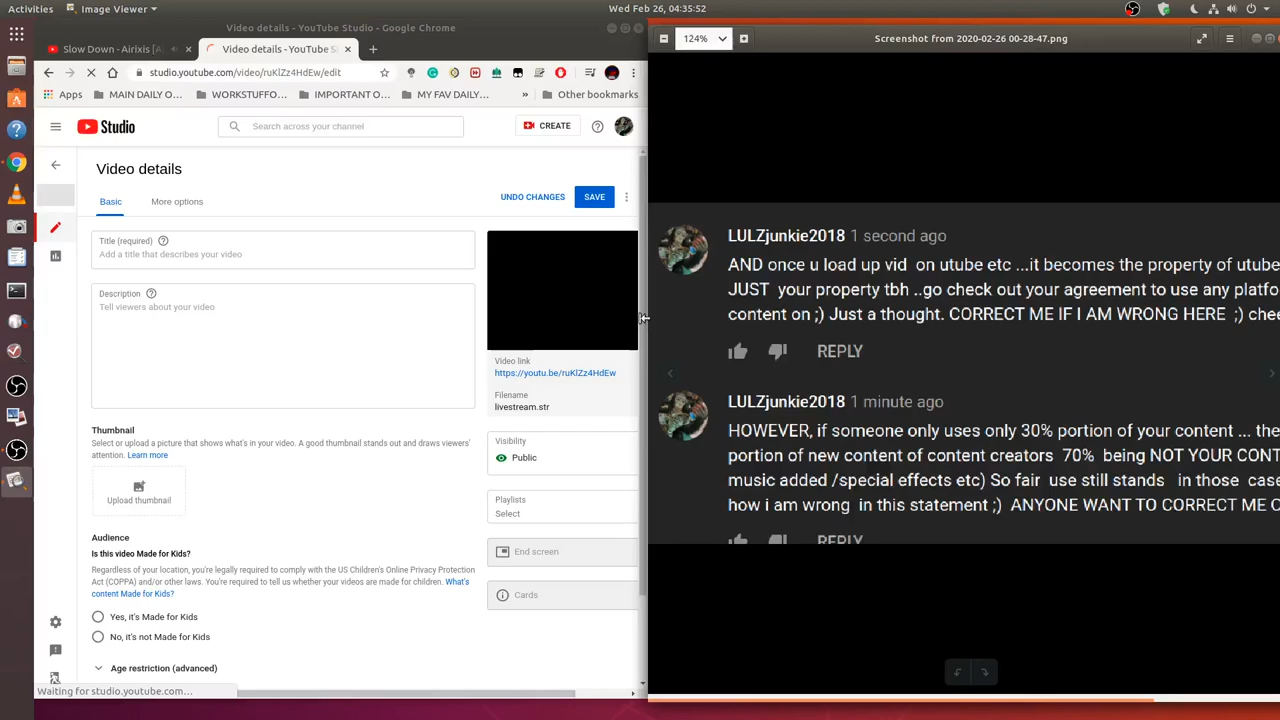 Activities
Image Viewer
Wed Feb 26, 04:35:52
Video details - YouTube Studio - Google Chrome
Slow Down - Airixis [A
Video details - YouTube S
studio.youtube.com/video/ruKlZz4HdEw/edit
Apps
MAIN DAILY O…
WORKSTUFFO…
IMPORTANT O…
MY FAV DAILY…
»
Other bookmarks
Studio
Search across your channel
CREATE
Video details
UNDO CHANGES
SAVE
Basic
More options
Title (required)
Add a title that describes your video
Description
Tell viewers about your video
Video link
https://youtu.be/ruKlZz4HdEw
Filename
livestream.str
Thumbnail
Select or upload a picture that shows what's in your video. A good thumbnail stands out and draws viewers'
attention. Learn more
Upload thumbnail
Visibility
Public
Playlists
Select
End screen
Cards
Audience
Is this video Made for Kids?
Regardless of your location, you're legally required to comply with the US Children's Online Privacy Protection
Act (COPPA) and/or other laws. You're required to tell us whether your videos are made for children. What's
content Made for Kids?
Yes, it's Made for Kids
No, it's not Made for Kids
Age restriction (advanced)
Waiting for studio.youtube.com…
124%
Screenshot from 2020-02-26 00-28-47.png
LULZjunkie2018 1 second ago
AND once u load up vid on utube etc ...it becomes the property of utube
JUST your property tbh ..go check out your agreement to use any platfo
content on ;) Just a thought. CORRECT ME IF I AM WRONG HERE ;) chee
REPLY
LULZjunkie2018 1 minute ago
HOWEVER, if someone only uses only 30% portion of your content ... the
portion of new content of content creators 70% being NOT YOUR CONT
music added /special effects etc) So fair use still stands in those case
how i am wrong in this statement ;) ANYONE WANT TO CORRECT ME O
REPLY